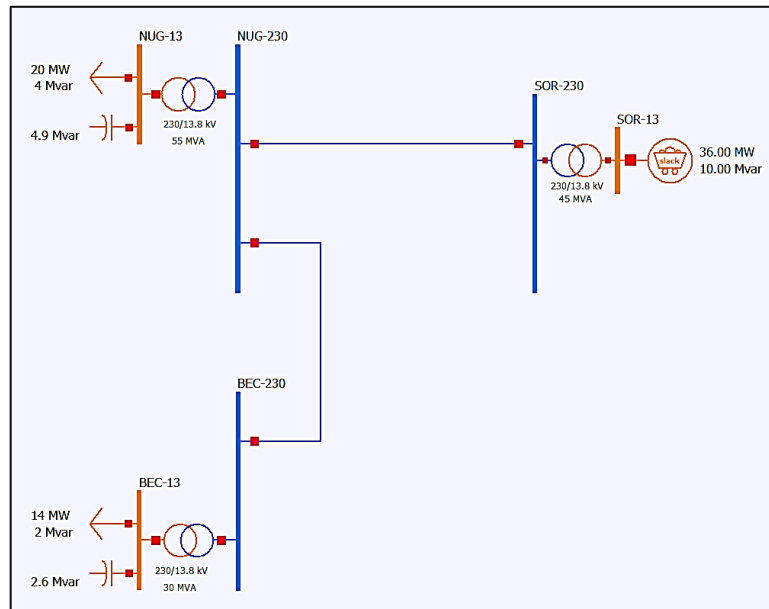 NUG-13
NUG-230
20 MW
4 Mvar
4.9 Mvar
230/13.8 kV
55 MVA
SOR-230
SOR-13
slack
36.00 MW
10.00 Mvar
230/13.8 kV
45 MVA
BEC-230
BEC-13
14 MW
2 Mvar
2.6 Mvar
230/13.8 kV
30 MVA